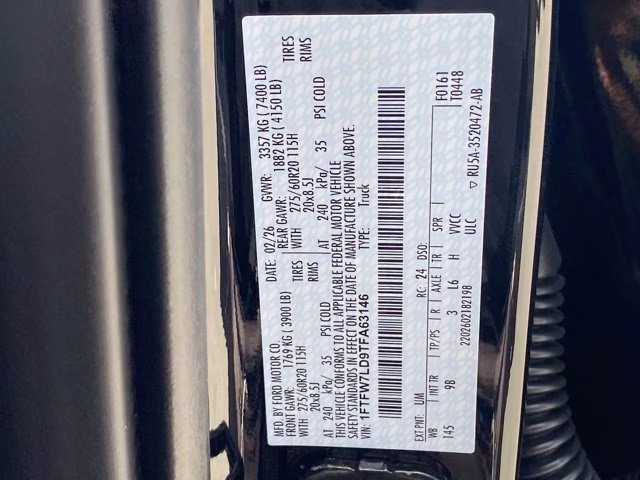 MFD. BY FORD MOTOR CO.
DATE: 02/26 GVWR: 3357 KG ( 7400 LB)
FRONT GAWR: 1769 KG ( 3900 LB) REAR GAWR: 1882 KG ( 4150 LB)
WITH 275/60R20 115H TIRES WITH 275/60R20 115H TIRES
20x8.5J RIMS 20x8.5J RIMS
AT 240 kPa/ 35 PSI COLD AT 240 kPa/ 35 PSI COLD
THIS VEHICLE CONFORMS TO ALL APPLICABLE FEDERAL MOTOR VEHICLE
SAFETY STANDARDS IN EFFECT ON THE DATE OF MANUFACTURE SHOWN ABOVE.
VIN: 1FTFW7LD9TFA63146 TYPE: Truck
F0161
T0448
EXT PNT: UM RC: 24 DSO:
WB INT TR TP/PS R AXLE TR SPR
145 9B 3 L6 H VVCC
ULC
2202602182198
▽ RU5A-3520472-AB